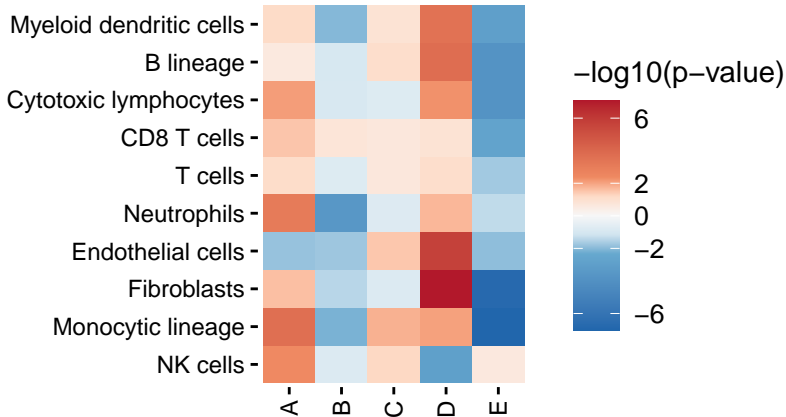 Myeloid dendritic cells
B lineage
Cytotoxic lymphocytes
CD8 T cells
T cells
Neutrophils
Endothelial cells
Fibroblasts
Monocytic lineage
NK cells
A B C D E
−log10(p−value)
6
2
0
−2
−6